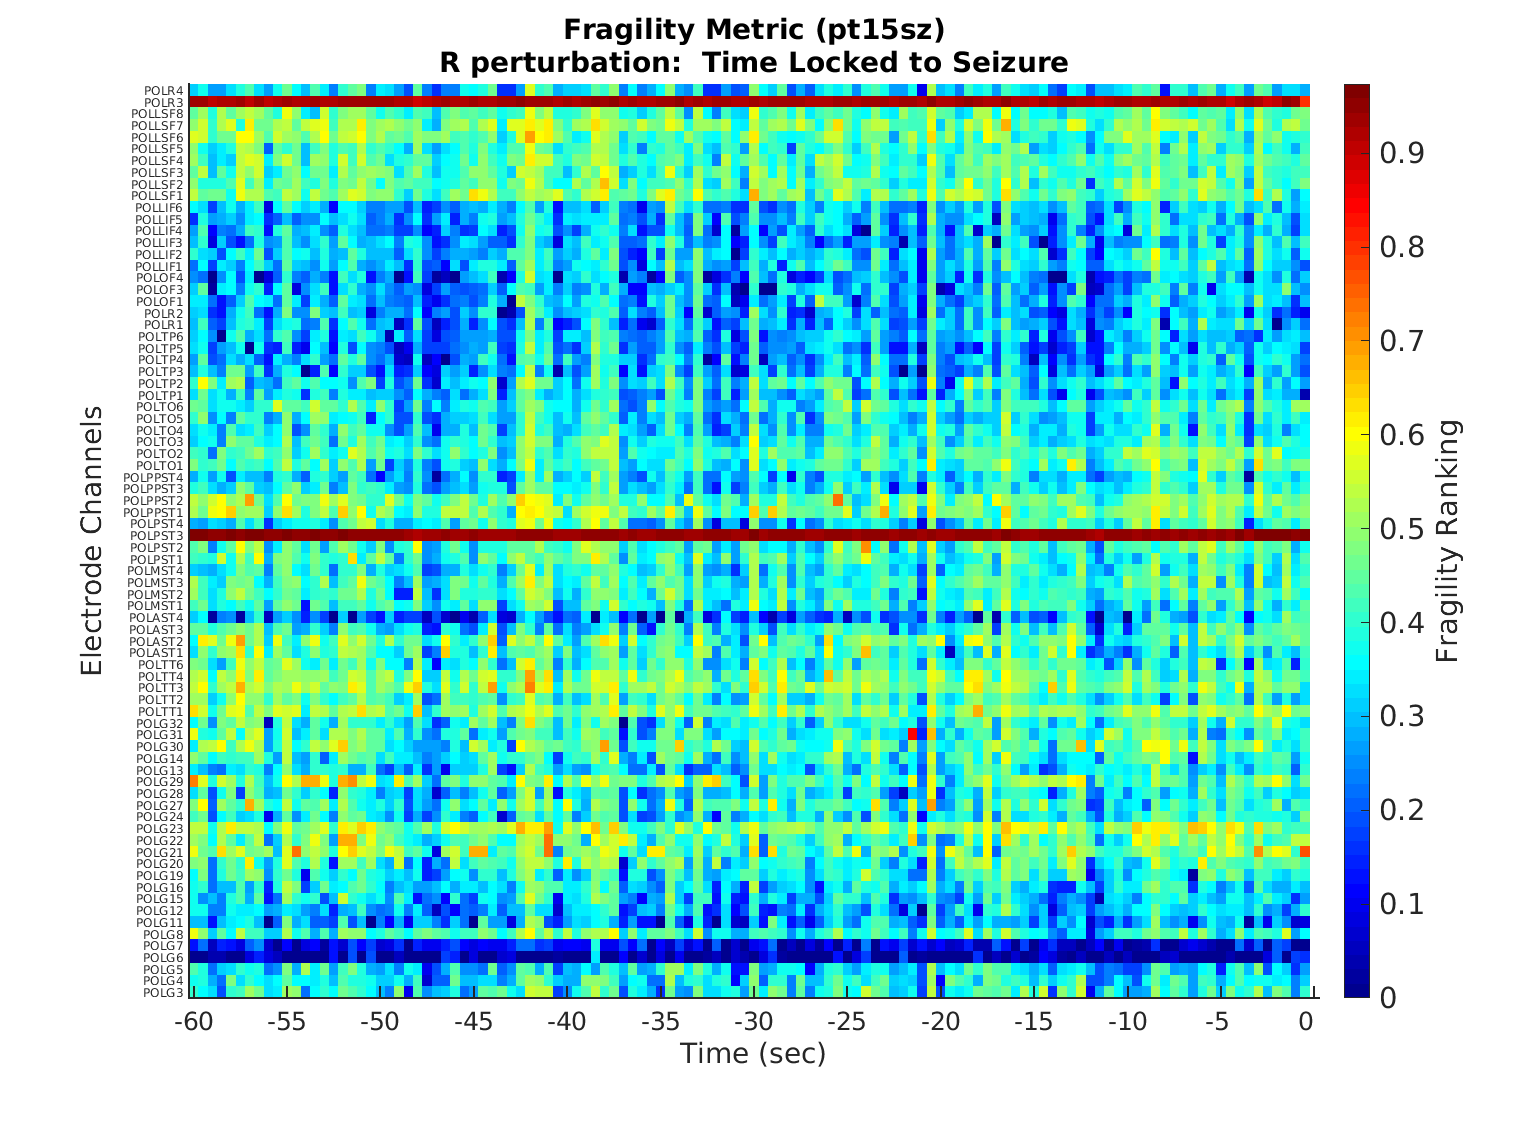 Fragility Metric (pt15sz)
R perturbation:  Time Locked to Seizure
Electrode Channels
POLR4
POLR3
POLLSF8
POLLSF7
POLLSF6
POLLSF5
POLLSF4
POLLSF3
POLLSF2
POLLSF1
POLLIF6
POLLIF5
POLLIF4
POLLIF3
POLLIF2
POLLIF1
POLOF4
POLOF3
POLOF1
POLR2
POLR1
POLTP6
POLTP5
POLTP4
POLTP3
POLTP2
POLTP1
POLTO6
POLTO5
POLTO4
POLTO3
POLTO2
POLTO1
POLPPST4
POLPPST3
POLPPST2
POLPPST1
POLPST4
POLPST3
POLPST2
POLPST1
POLMST4
POLMST3
POLMST2
POLMST1
POLAST4
POLAST3
POLAST2
POLAST1
POLTT6
POLTT4
POLTT3
POLTT2
POLTT1
POLG32
POLG31
POLG30
POLG14
POLG13
POLG29
POLG28
POLG27
POLG24
POLG23
POLG22
POLG21
POLG20
POLG19
POLG16
POLG15
POLG12
POLG11
POLG8
POLG7
POLG6
POLG5
POLG4
POLG3
-60 -55 -50 -45 -40 -35 -30 -25 -20 -15 -10 -5 0
Time (sec)
0.9
0.8
0.7
0.6
0.5
0.4
0.3
0.2
0.1
0
Fragility Ranking